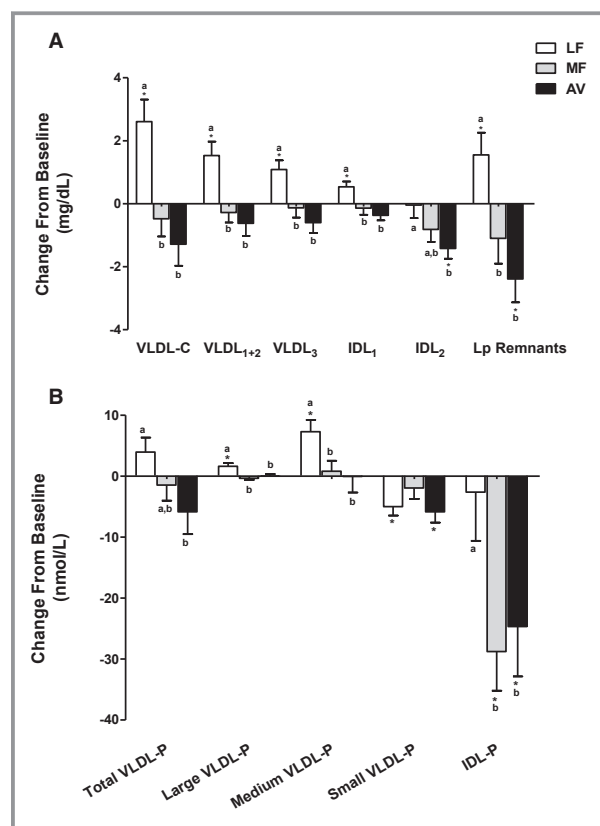 A
LF
MF
AV
Change From Baseline
(mg/dL)
4
2
0
-2
-4
a
*
a
*
a
*
a
*
a
*
b
b
b
b
b
b
b
b
a
a,b
*
b
b
*
b
VLDL-C
VLDL1+2
VLDL3
IDL1
IDL2
Lp Remnants
B
Change From Baseline
(nmol/L)
10
0
-10
-20
-30
-40
a
a,b
b
a
*
b
b
a
*
b
b
*
*
a
*
b
*
b
Total VLDL-P
Large VLDL-P
Medium VLDL-P
Small VLDL-P
IDL-P